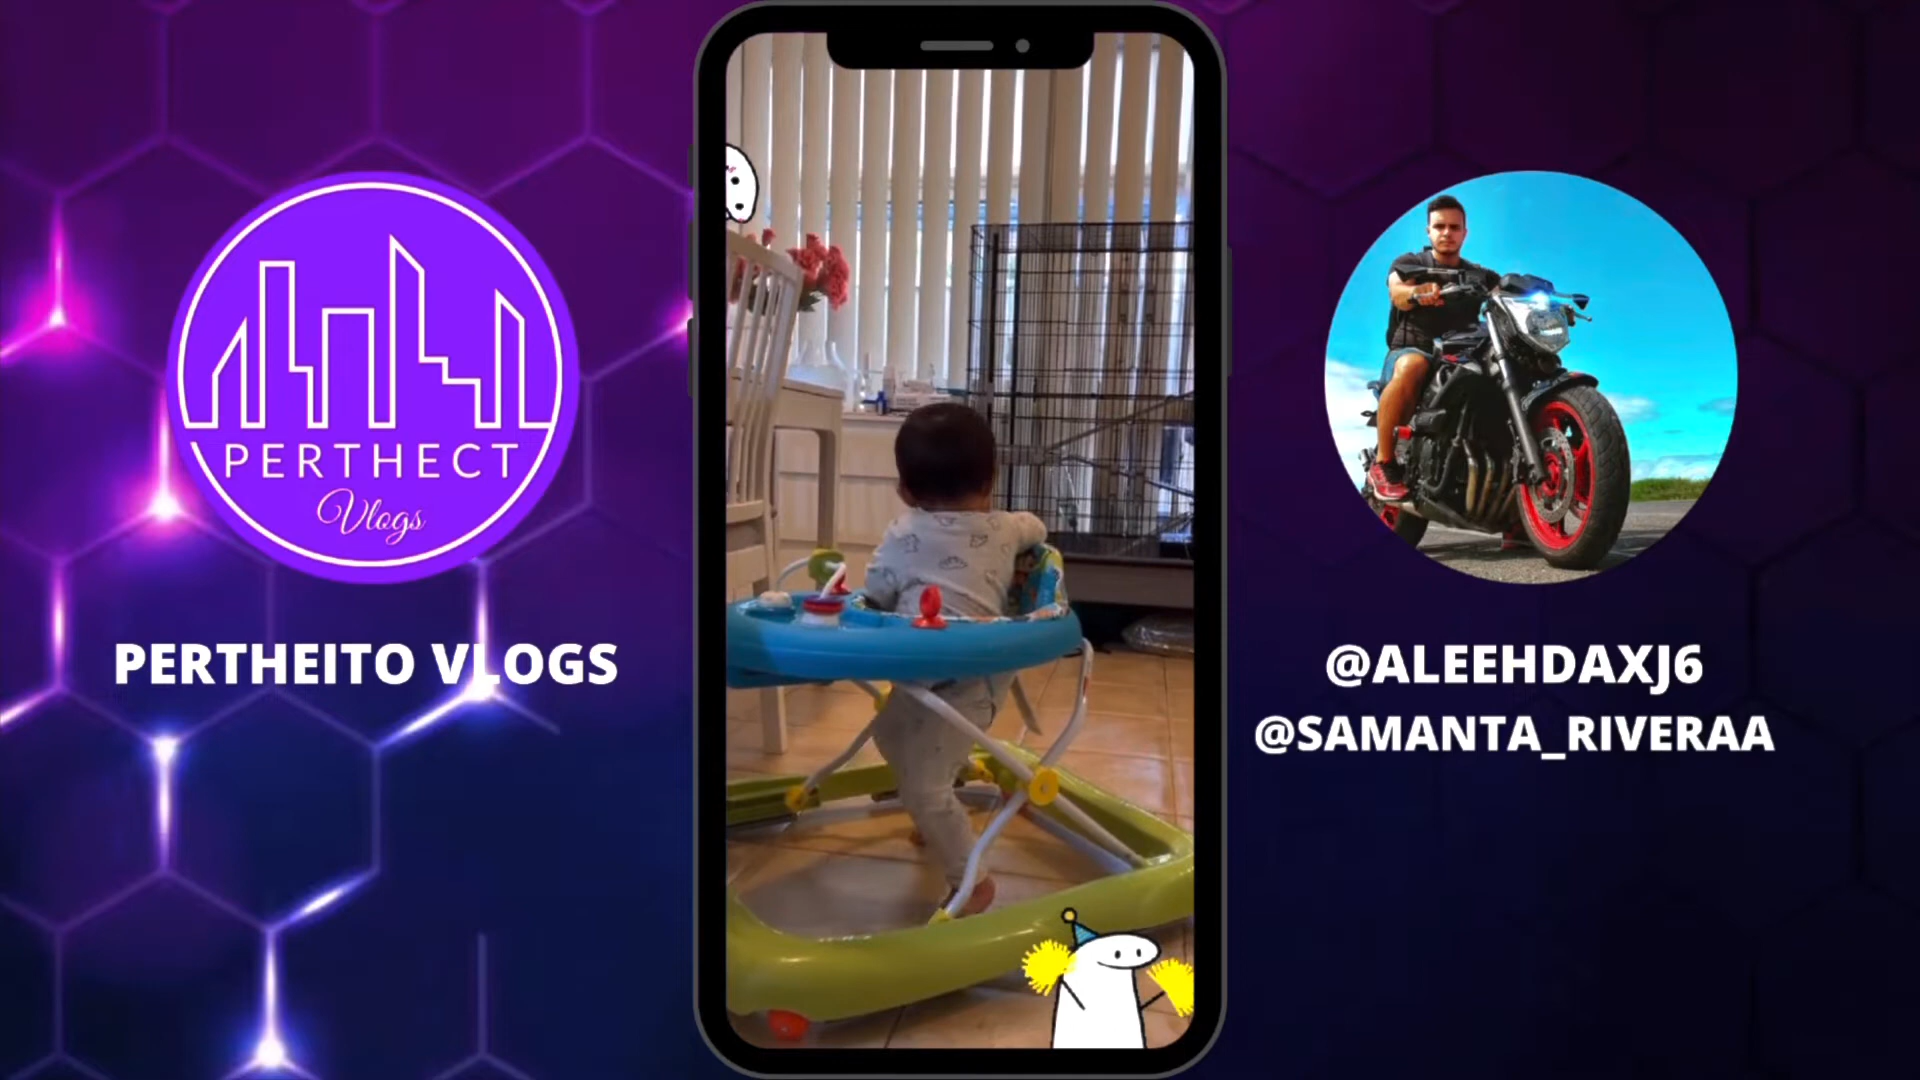 PERTHECT
Vlogs
PERTHEITO VLOGS
@ALEEHDAXJ6
@SAMANTA_RIVERAA